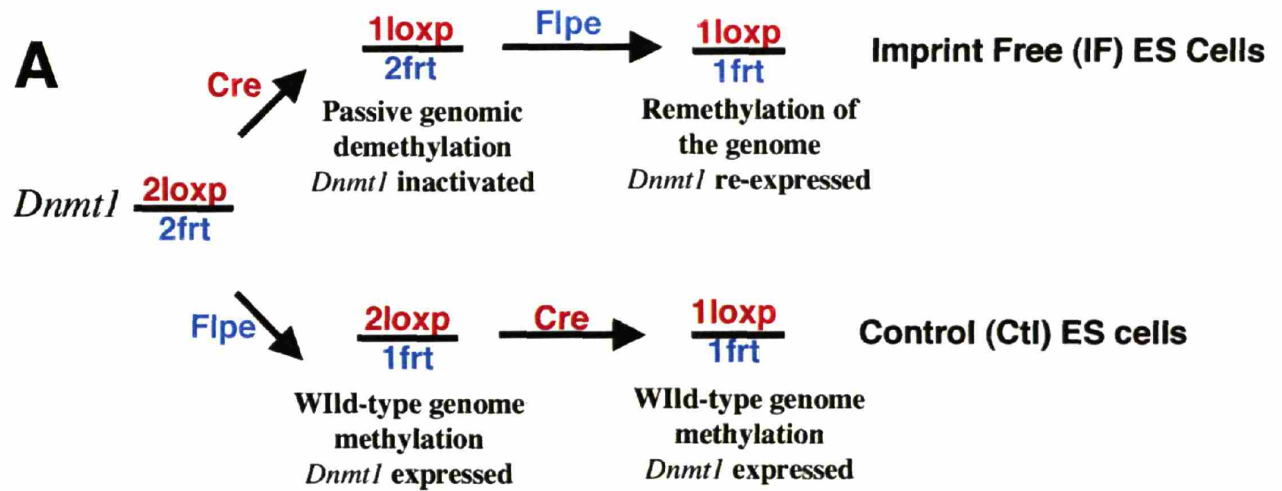 A
Dnmt1 2loxp
2frt
Cre
1loxp
2frt
Passive genomic
demethylation
Dnmt1 inactivated
Flpe
1loxp
1frt
Remethylation of
the genome
Dnmt1 re-expressed
Imprint Free (IF) ES Cells
Flpe
2loxp
1frt
WIld-type genome
methylation
Dnmt1 expressed
Cre
1loxp
1frt
WIld-type genome
methylation
Dnmt1 expressed
Control (Ctl) ES cells